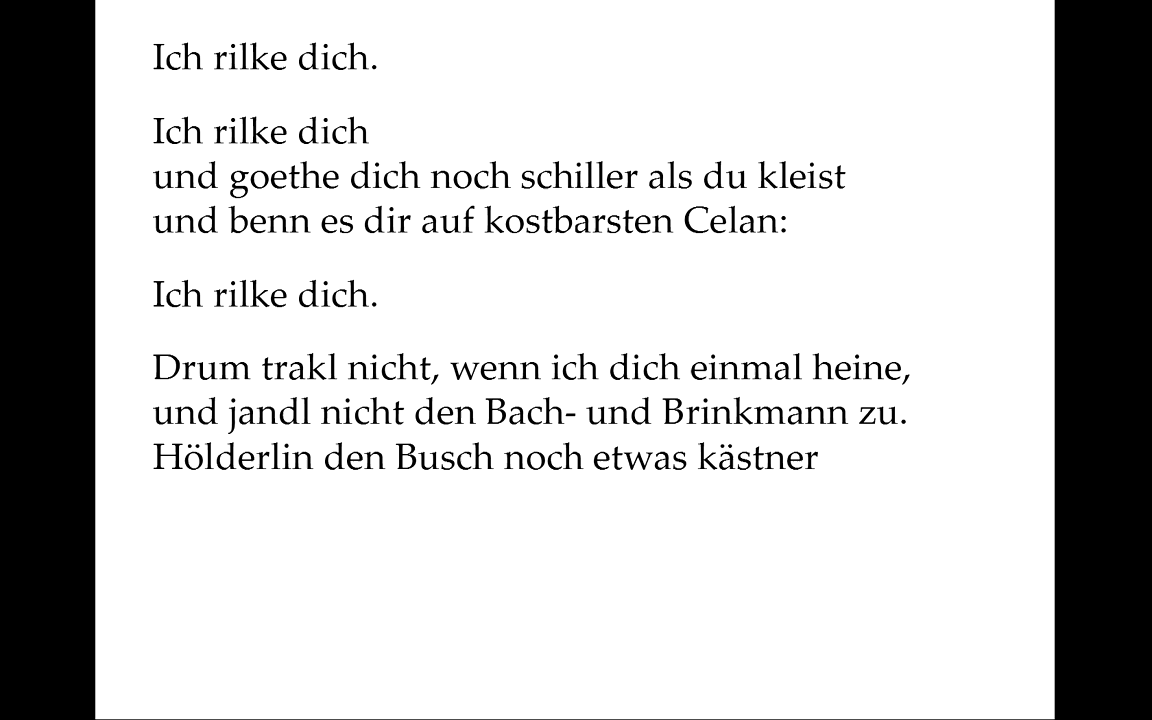 Ich rilke dich.
Ich rilke dich
und goethe dich noch schiller als du kleist
und benn es dir auf kostbarsten Celan:
Ich rilke dich.
Drum trakl nicht, wenn ich dich einmal heine,
und jandl nicht den Bach- und Brinkmann zu.
Hölderlin den Busch noch etwas kästner